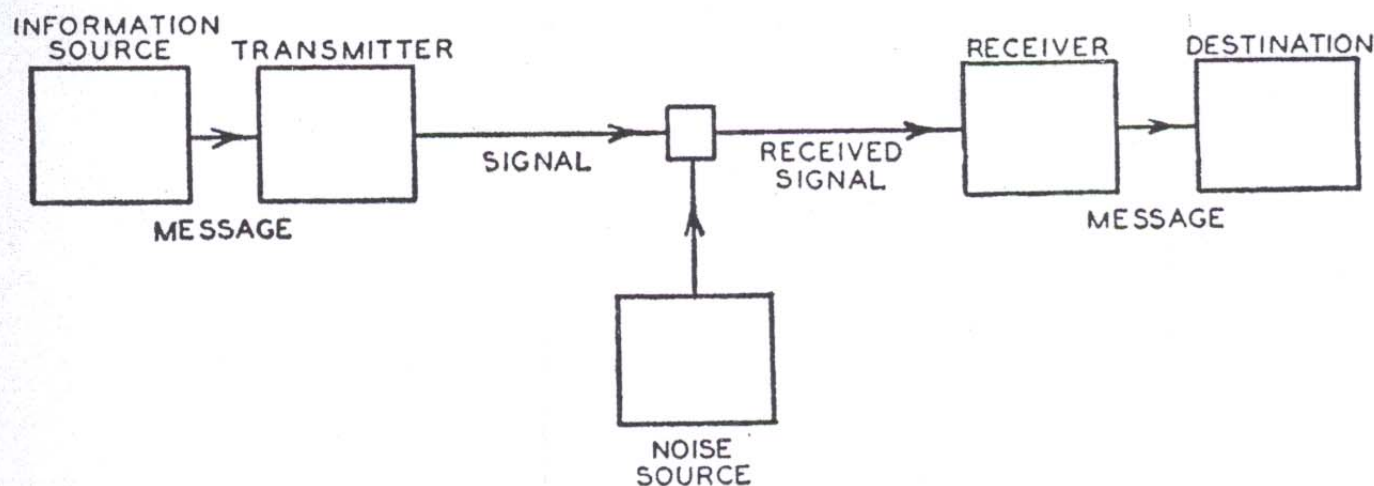 INFORMATION
SOURCE
TRANSMITTER
RECEIVER
DESTINATION
SIGNAL
RECEIVED
SIGNAL
MESSAGE
MESSAGE
NOISE
SOURCE